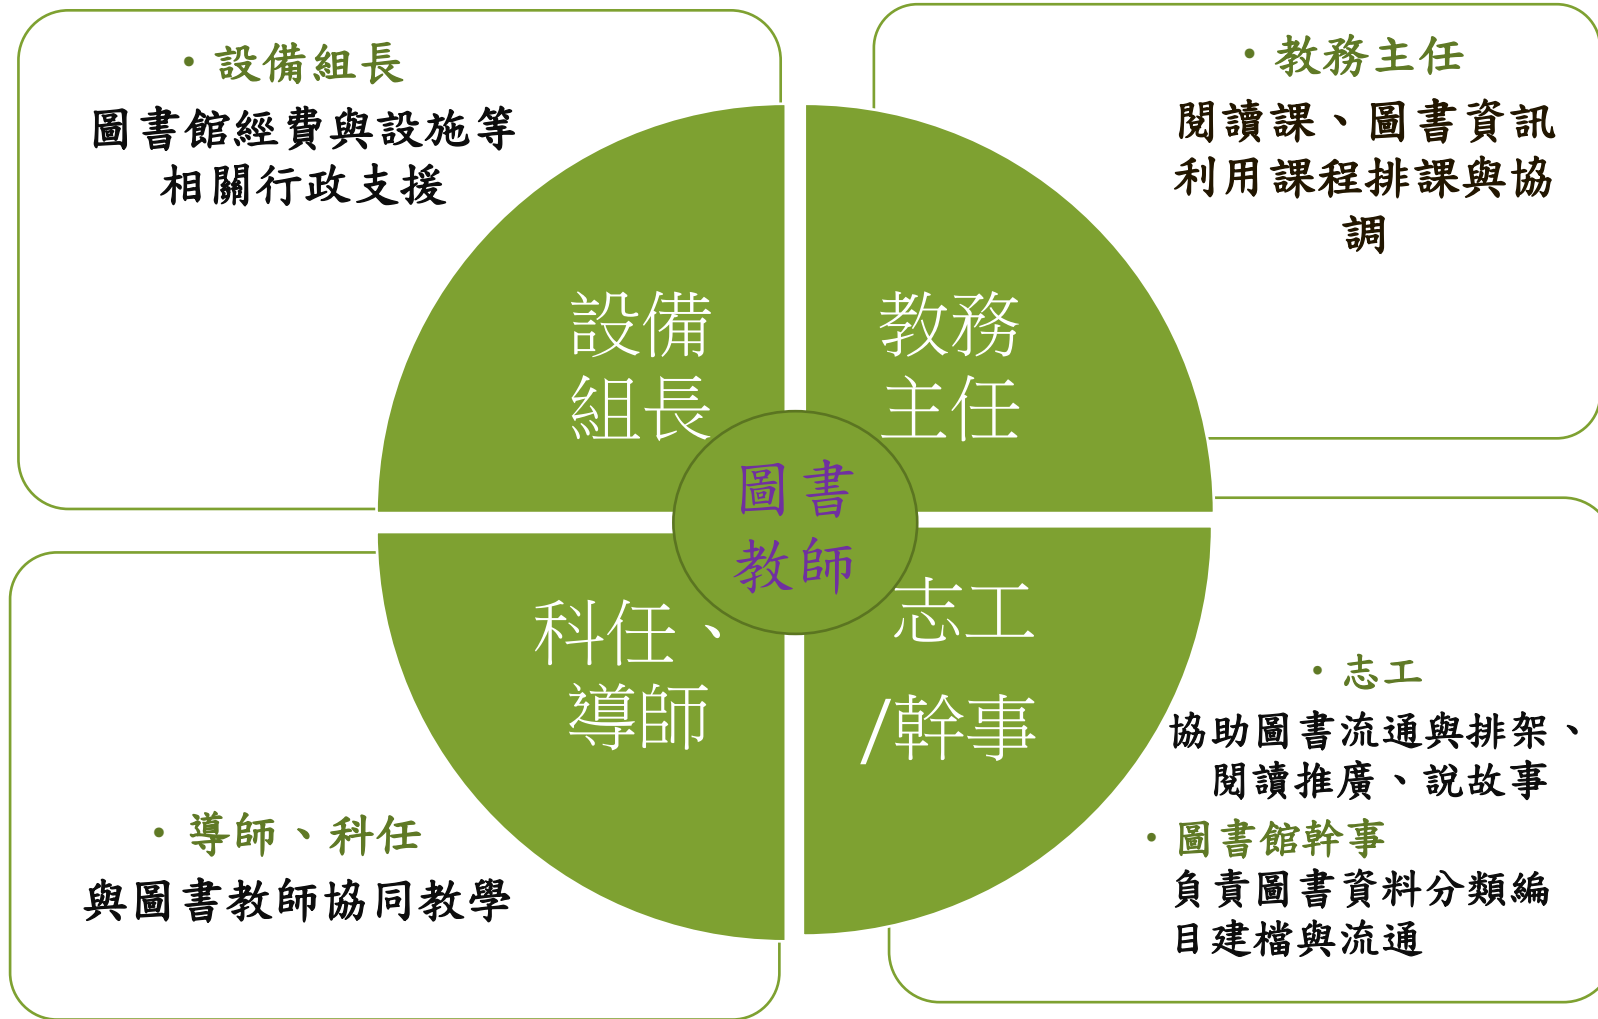 ・設備組長
圖書館經費與設施等
相關行政支援
・教務主任
閱讀課、圖書資訊
利用課程排課與協
調
設備
組長
教務
主任
圖書
教師
科任、
導師
志工
/幹事
・導師、科任
與圖書教師協同教學
・志工
協助圖書流通與排架、
閱讀推廣、說故事
・圖書館幹事
負責圖書資料分類編
目建檔與流通